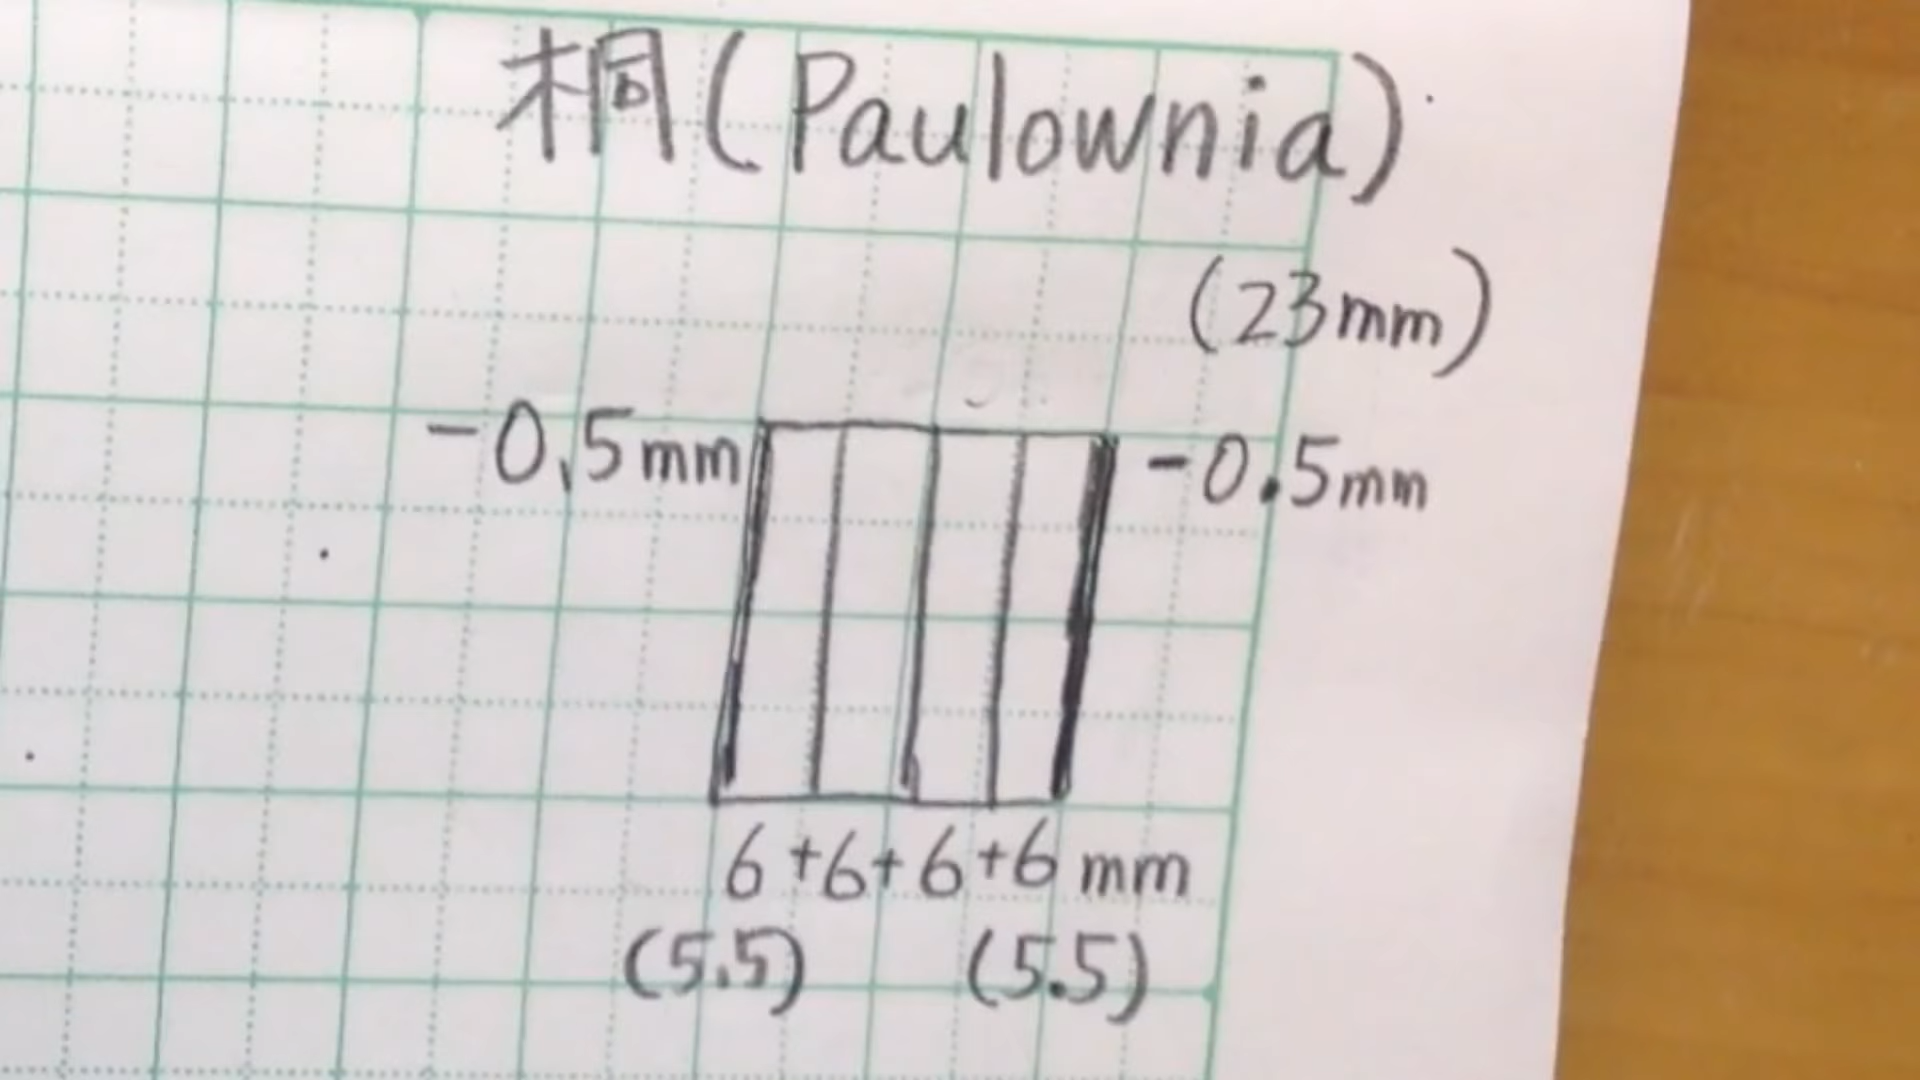 桐(Paulownia)
(23mm)
-0.5mm -0.5mm
6+6+6+6mm
(5.5) (5.5)